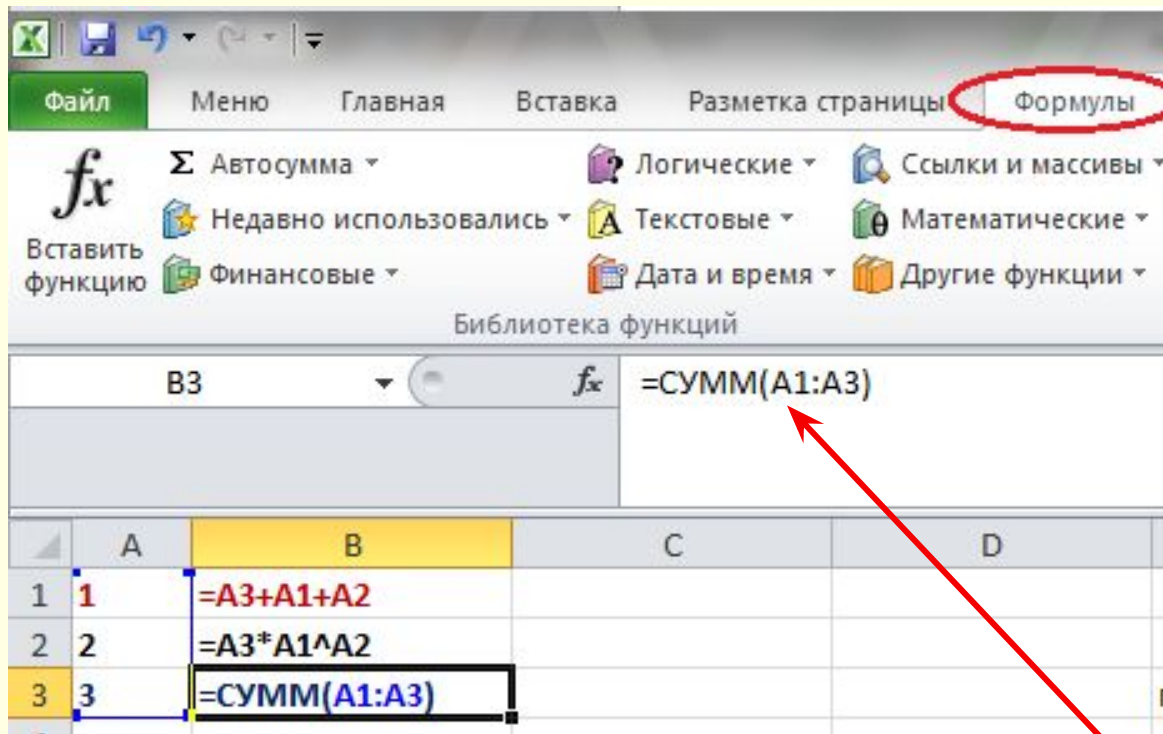 Файл Меню Главная Вставка Разметка страницы Формулы
fx Вставить функцию
Σ Автосумма
Недавно использовались
Финансовые
Логические
Текстовые
Дата и время
Ссылки и массивы
Математические
Другие функции
Библиотека функций
B3 fx =СУММ(A1:A3)
A B C D
1 1 =A3+A1+A2
2 2 =A3*A1^A2
3 3 =СУММ(A1:A3)